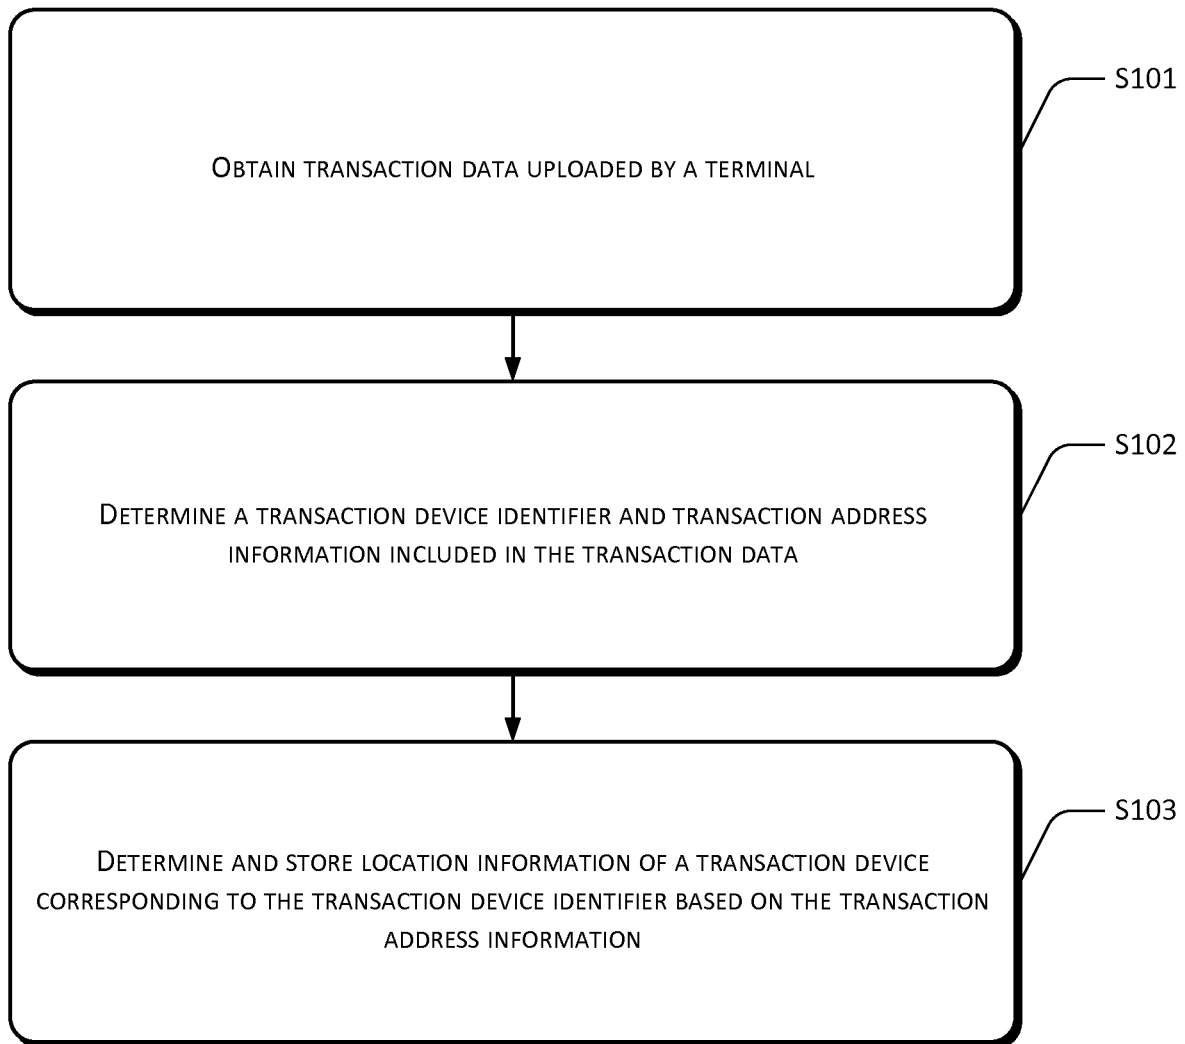 S101
OBTAIN TRANSACTION DATA UPLOADED BY A TERMINAL
S102
DETERMINE A TRANSACTION DEVICE IDENTIFIER AND TRANSACTION ADDRESS
INFORMATION INCLUDED IN THE TRANSACTION DATA
S103
DETERMINE AND STORE LOCATION INFORMATION OF A TRANSACTION DEVICE
CORRESPONDING TO THE TRANSACTION DEVICE IDENTIFIER BASED ON THE TRANSACTION
ADDRESS INFORMATION